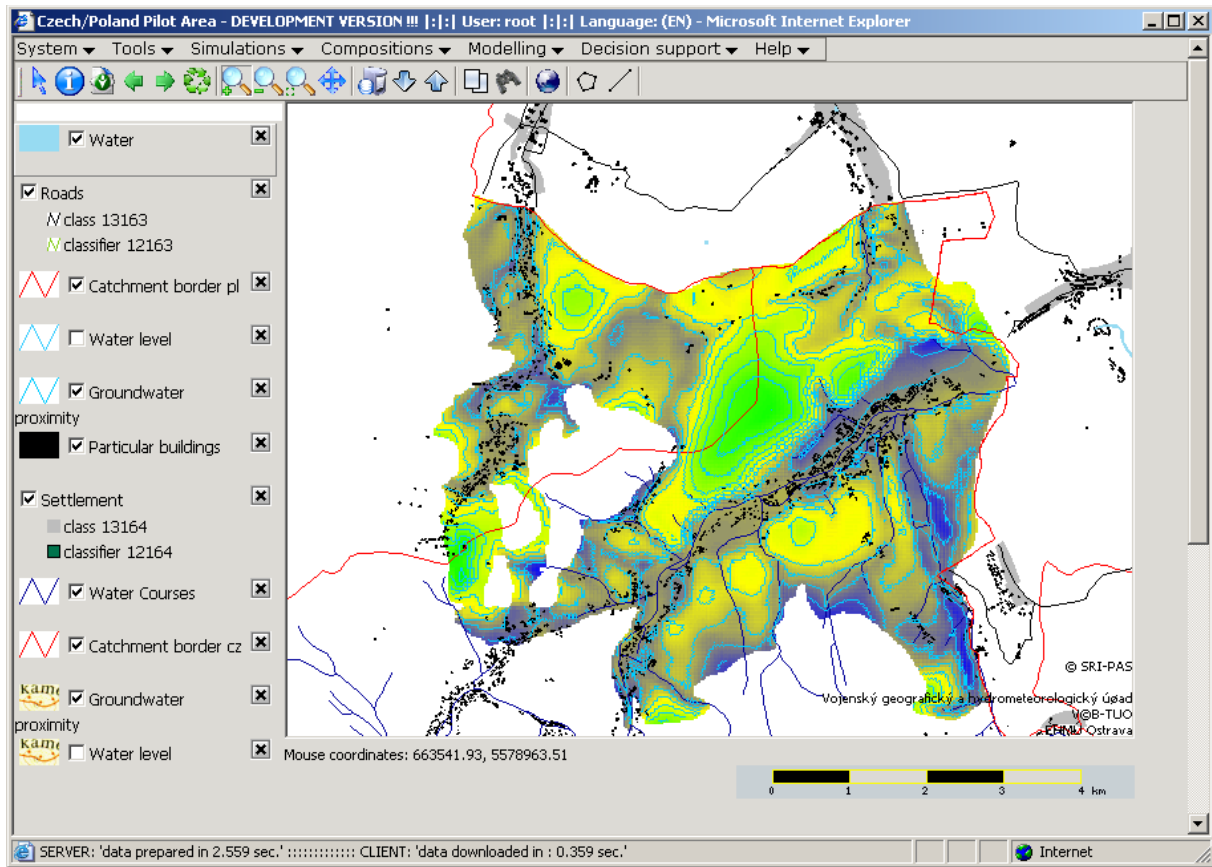 Czech/Poland Pilot Area - DEVELOPMENT VERSION !!! |:|:| User: root |:|:| Language: (EN) - Microsoft Internet Explorer
System Tools Simulations Compositions Modelling Decision support Help
Water
Roads
class 13163
classifier 12163
Catchment border pl
Water level
Groundwater
proximity
Particular buildings
Settlement
class 13164
classifier 12164
Water Courses
Catchment border cz
Groundwater
proximity
Water level
© SRI-PAS
Vojenský geografický a hydrometeorologický úøad
V©B-TUO
Ostrava
Mouse coordinates: 663541.93, 5578963.51
0 1 2 3 4 km
SERVER: 'data prepared in 2.559 sec.' ::::::::::::: CLIENT: 'data downloaded in : 0.359 sec.'
Internet